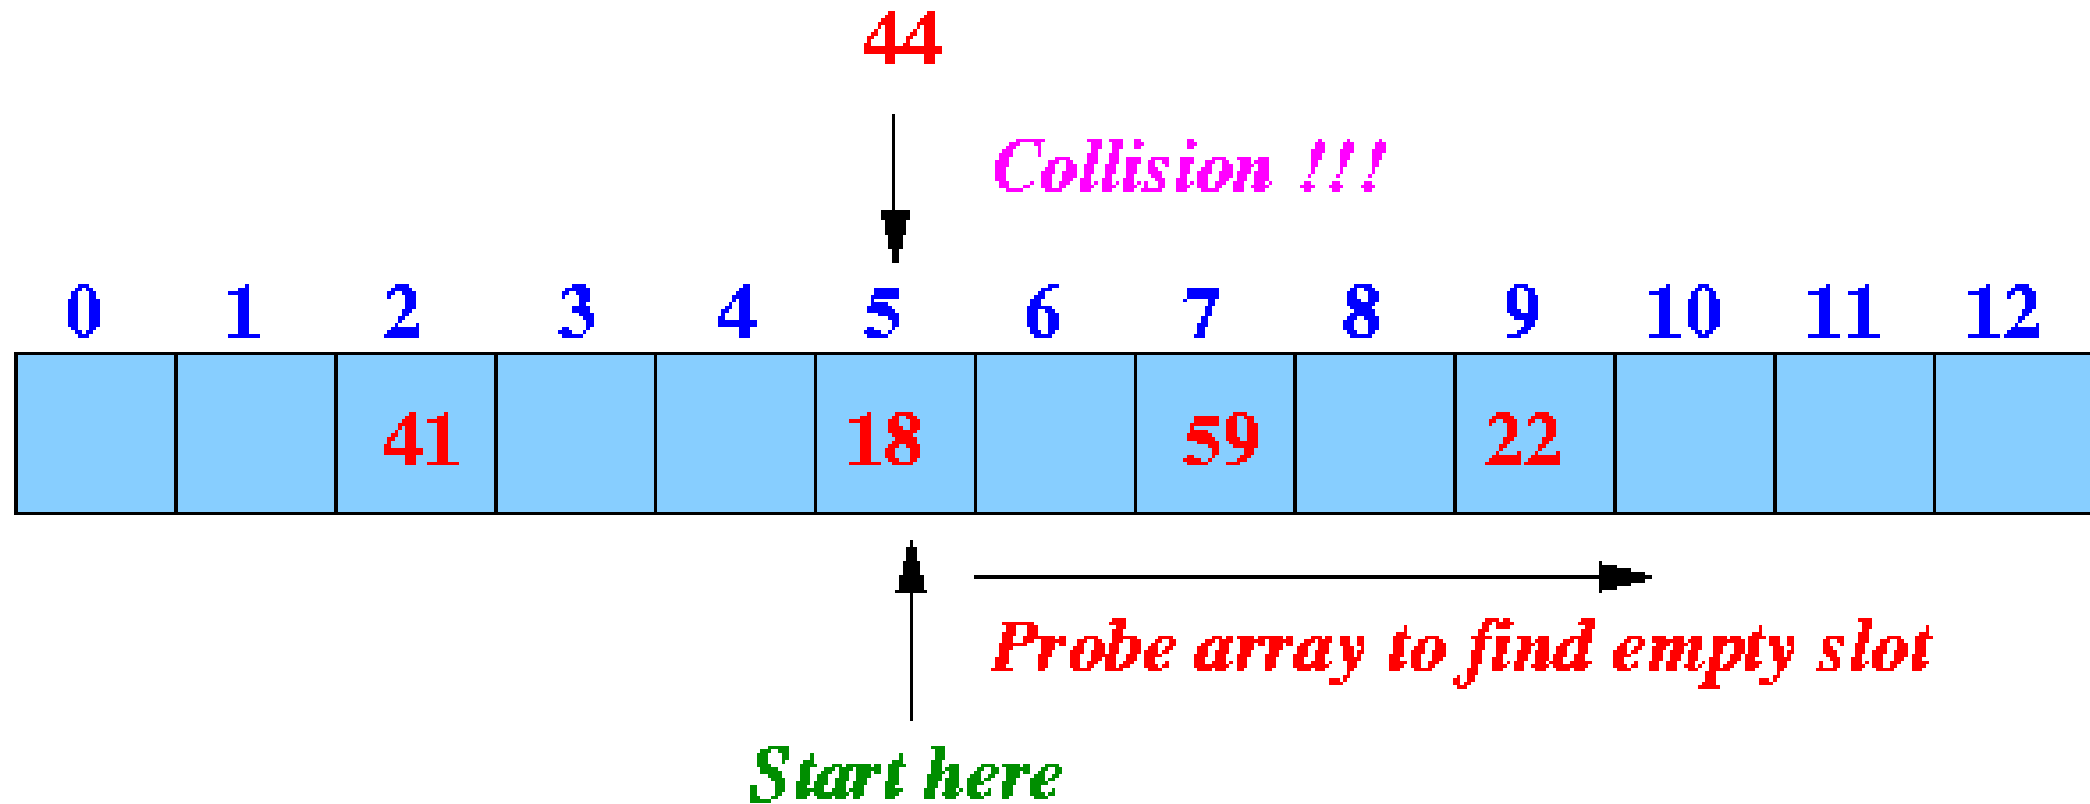 44
Collision !!!
0 1 2 3 4 5 6 7 8 9 10 11 12
41 18 59 22
Probe array to find empty slot
Start here